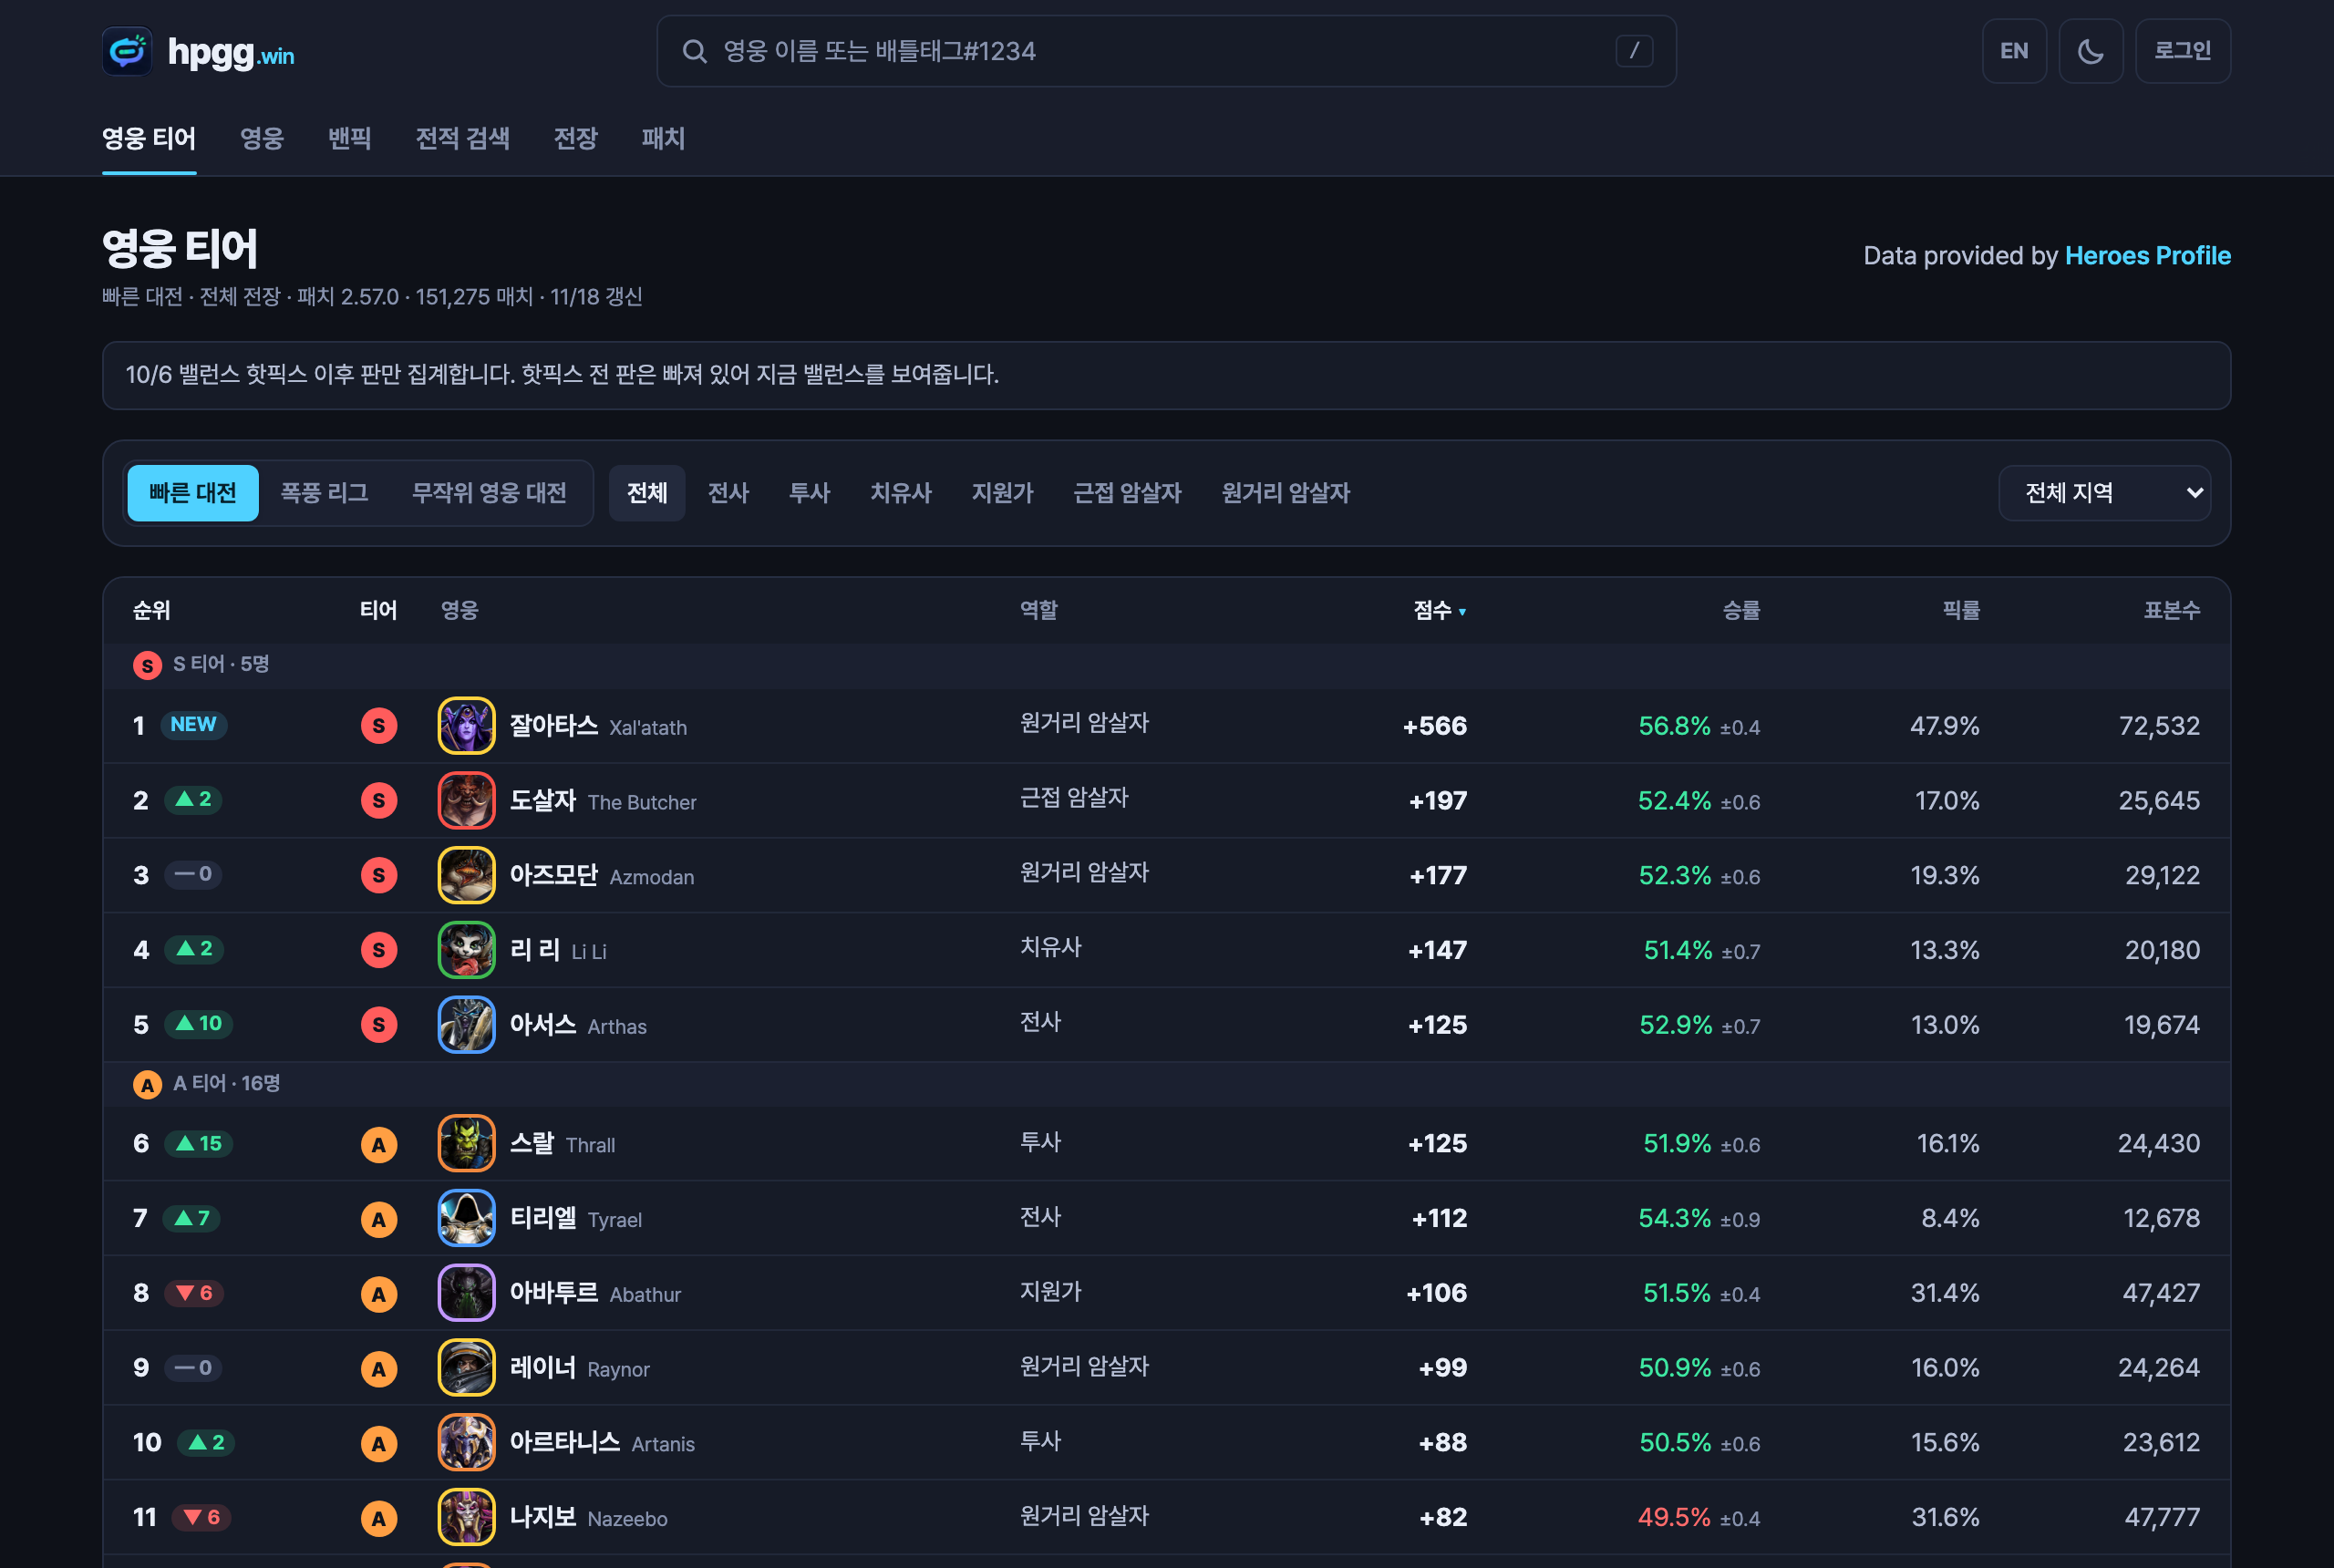 hpgg.win
영웅 이름 또는 배틀태그#1234 /
EN
로그인
영웅 티어 영웅 밴픽 전적 검색 전장 패치
영웅 티어
Data provided by Heroes Profile
빠른 대전 · 전체 전장 · 패치 2.57.0 · 151,275 매치 · 11/18 갱신
10/6 밸런스 핫픽스 이후 판만 집계합니다. 핫픽스 전 판은 빠져 있어 지금 밸런스를 보여줍니다.
빠른 대전 폭풍 리그 무작위 영웅 대전 전체 전사 투사 치유사 지원가 근접 암살자 원거리 암살자 전체 지역
순위 티어 영웅 역할 점수 ▼ 승률 픽률 표본수
S S 티어 · 5명
1 NEW S 잘아타스 Xal'atath 원거리 암살자 +566 56.8% ±0.4 47.9% 72,532
2 ▲2 S 도살자 The Butcher 근접 암살자 +197 52.4% ±0.6 17.0% 25,645
3 —0 S 아즈모단 Azmodan 원거리 암살자 +177 52.3% ±0.6 19.3% 29,122
4 ▲2 S 리 리 Li Li 치유사 +147 51.4% ±0.7 13.3% 20,180
5 ▲10 S 아서스 Arthas 전사 +125 52.9% ±0.7 13.0% 19,674
A A 티어 · 16명
6 ▲15 A 스랄 Thrall 투사 +125 51.9% ±0.6 16.1% 24,430
7 ▲7 A 티리엘 Tyrael 전사 +112 54.3% ±0.9 8.4% 12,678
8 ▼6 A 아바투르 Abathur 지원가 +106 51.5% ±0.4 31.4% 47,427
9 —0 A 레이너 Raynor 원거리 암살자 +99 50.9% ±0.6 16.0% 24,264
10 ▲2 A 아르타니스 Artanis 투사 +88 50.5% ±0.6 15.6% 23,612
11 ▼6 A 나지보 Nazeebo 원거리 암살자 +82 49.5% ±0.4 31.6% 47,777